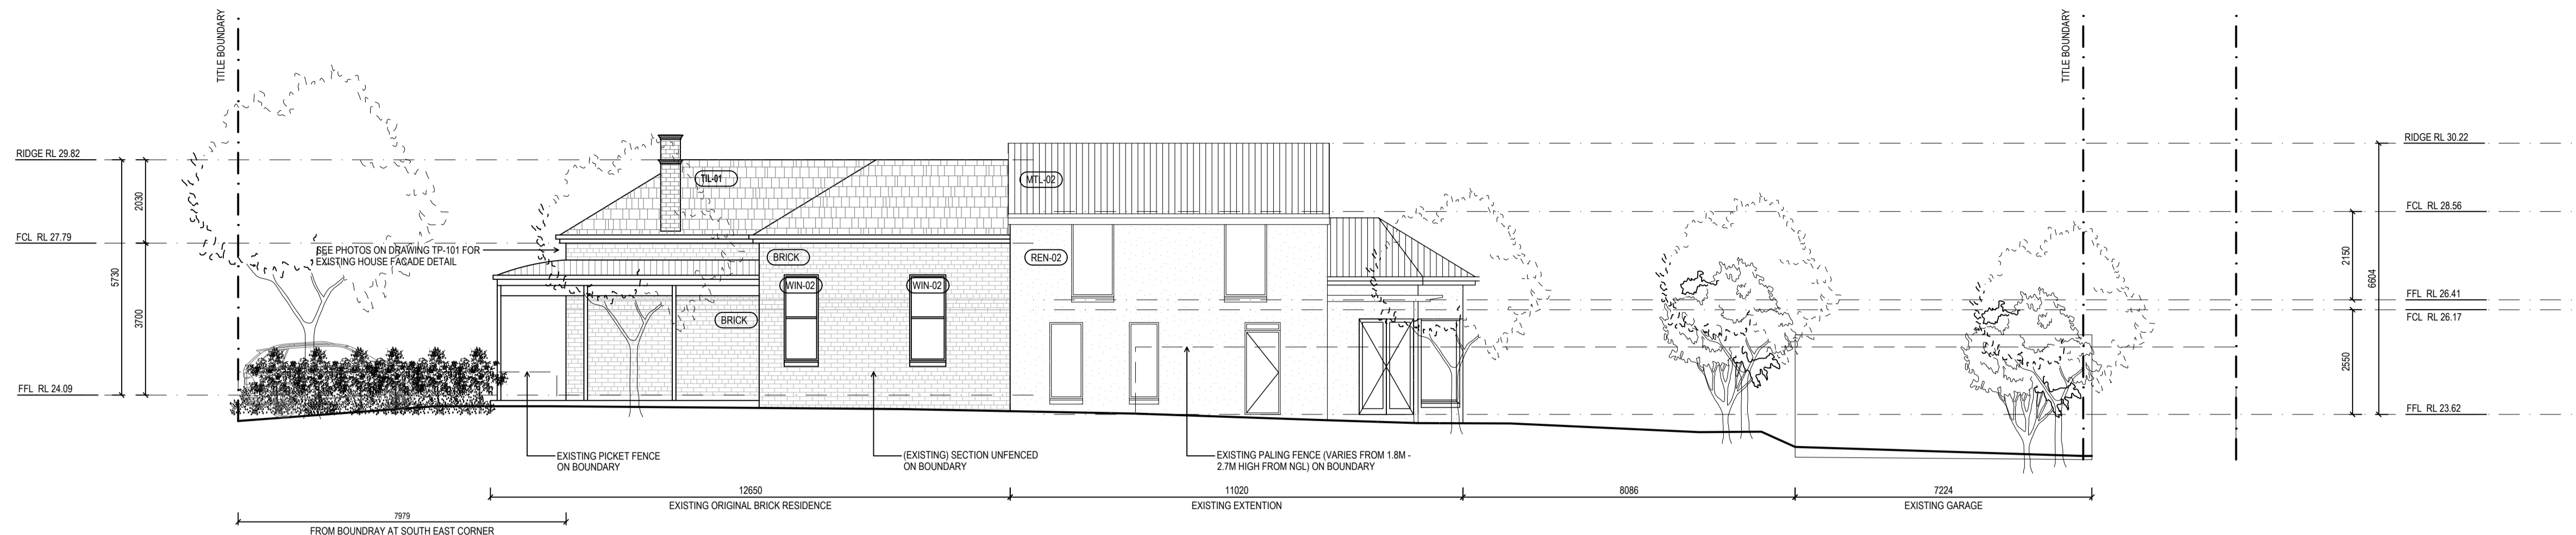 TITLE BOUNDARY
TITLE BOUNDARY
RIDGE RL 29.82
FCL RL 27.79
FFL RL 24.09
5730
2030
3700
SEE PHOTOS ON DRAWING TP-101 FOR
EXISTING HOUSE FACADE DETAIL
TIL-01
BRICK
WIN-02
WIN-02
BRICK
MTL-02
REN-02
RIDGE RL 30.22
FCL RL 28.56
FFL RL 26.41
FCL RL 26.17
FFL RL 23.62
2150
6604
2550
EXISTING PICKET FENCE
ON BOUNDARY
(EXISTING) SECTION UNFENCED
ON BOUNDARY
EXISTING PALING FENCE (VARIES FROM 1.8M -
2.7M HIGH FROM NGL) ON BOUNDARY
12650
EXISTING ORIGINAL BRICK RESIDENCE
11020
EXISTING EXTENTION
8086
7224
EXISTING GARAGE
7979
FROM BOUNDRAY AT SOUTH EAST CORNER